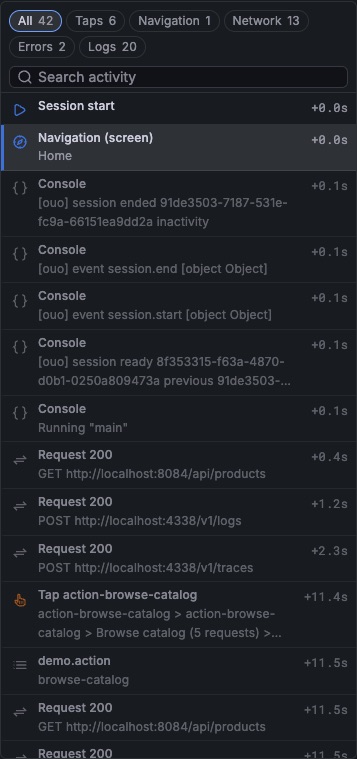 All 42 Taps 6 Navigation 1 Network 13
Errors 2 Logs 20
Search activity
Session start +0.0s
Navigation (screen) +0.0s
Home
Console +0.1s
[ouo] session ended 91de3503-7187-531e-
fc9a-66151ea9dd2a inactivity
Console +0.1s
[ouo] event session.end [object Object]
Console +0.1s
[ouo] event session.start [object Object]
Console +0.1s
[ouo] session ready 8f353315-f63a-4870-
d0b1-0250a809473a previous 91de3503-...
Console +0.1s
Running "main"
Request 200 +0.4s
GET http://localhost:8084/api/products
Request 200 +1.2s
POST http://localhost:4338/v1/logs
Request 200 +2.3s
POST http://localhost:4338/v1/traces
Tap action-browse-catalog +11.4s
action-browse-catalog > action-browse-
catalog > Browse catalog (5 requests) >...
demo.action +11.5s
browse-catalog
Request 200 +11.5s
GET http://localhost:8084/api/products
Request 200 +11.5s